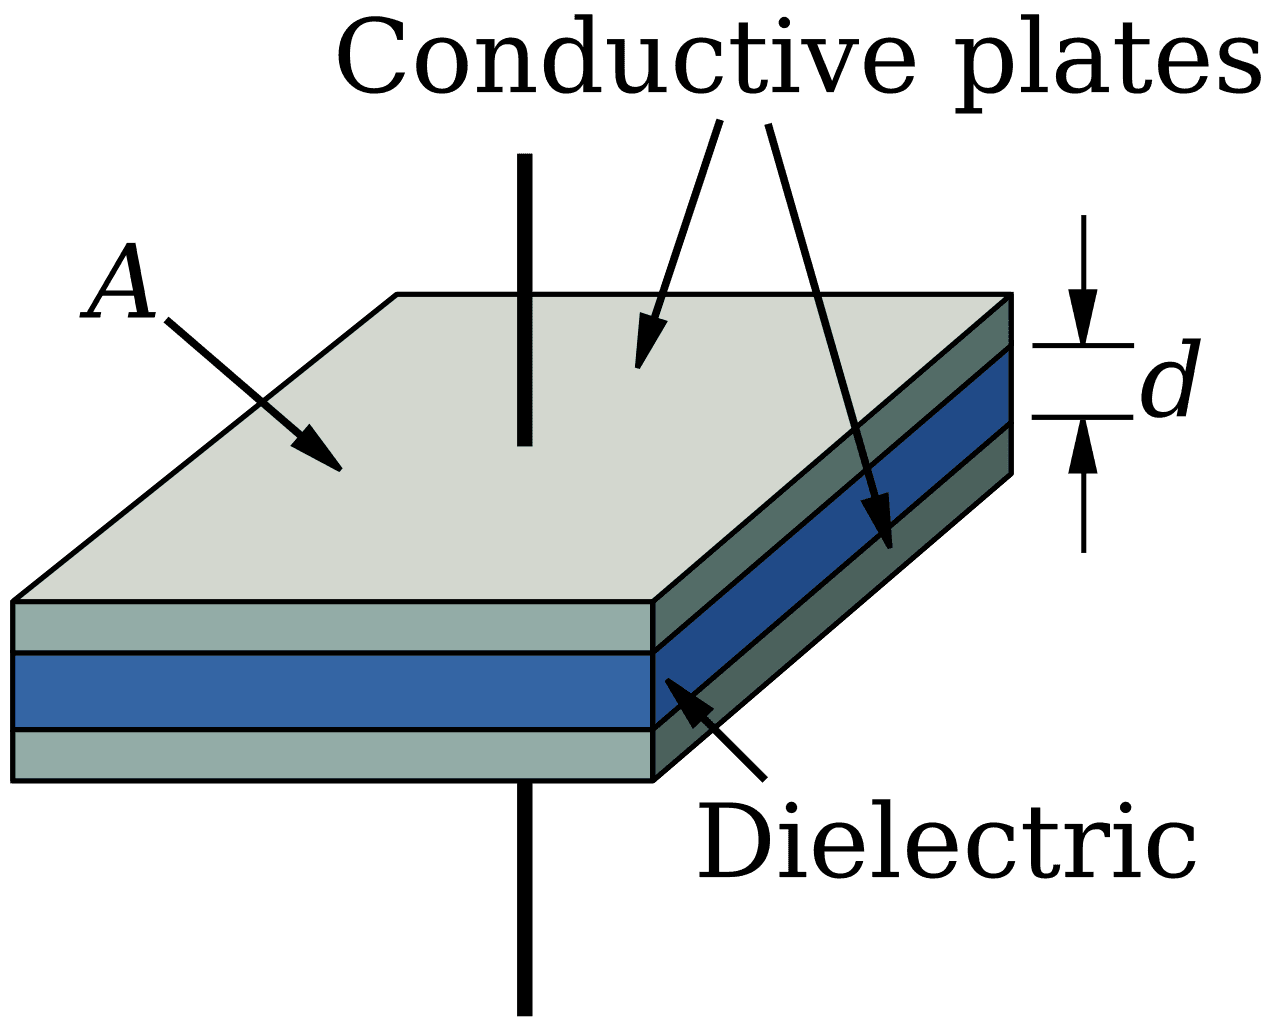 Conductive plates
A
d
Dielectric